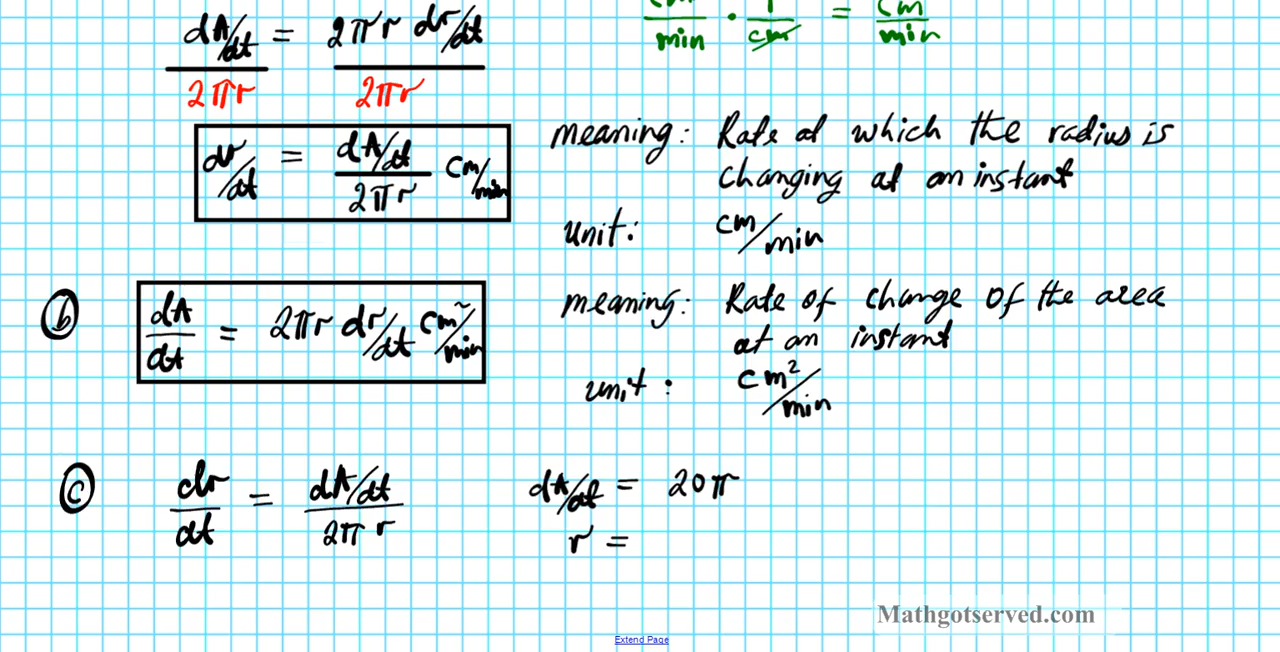 cm/min · 1/cm = cm/min
dA/dt = 2πr dr/dt
2πr 2πr
dr/dt = dA/dt / 2πr cm/min
meaning: Rate at which the radius is
changing at an instant
unit: cm/min
b dA/dt = 2πr dr/dt cm²/min
meaning: Rate of change of the area
at an instant
unit: cm²/min
c dr/dt = dA/dt / 2πr dA/dt = 20π
r =
Mathgotserved.com
Extend Page